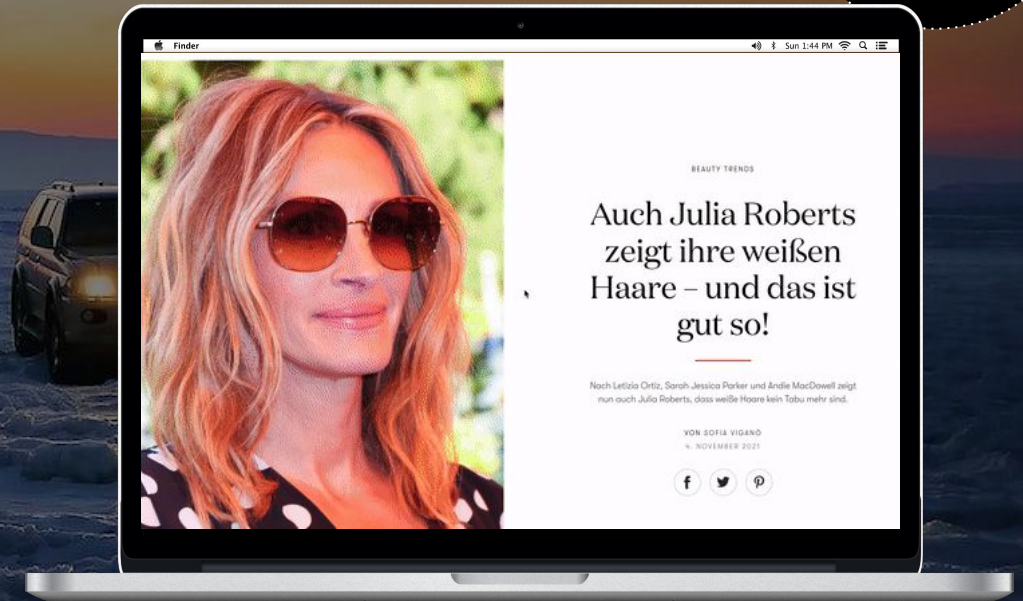 Finder
Sun 1:44 PM
BEAUTY TRENDS
Auch Julia Roberts
zeigt ihre weißen
Haare – und das ist
gut so!
Nach Letizia Ortiz, Sarah Jessica Parker und Andie MacDowell zeigt
nun auch Julia Roberts, dass weiße Haare kein Tabu mehr sind.
VON SOFIA VIGANÒ
4. NOVEMBER 2021